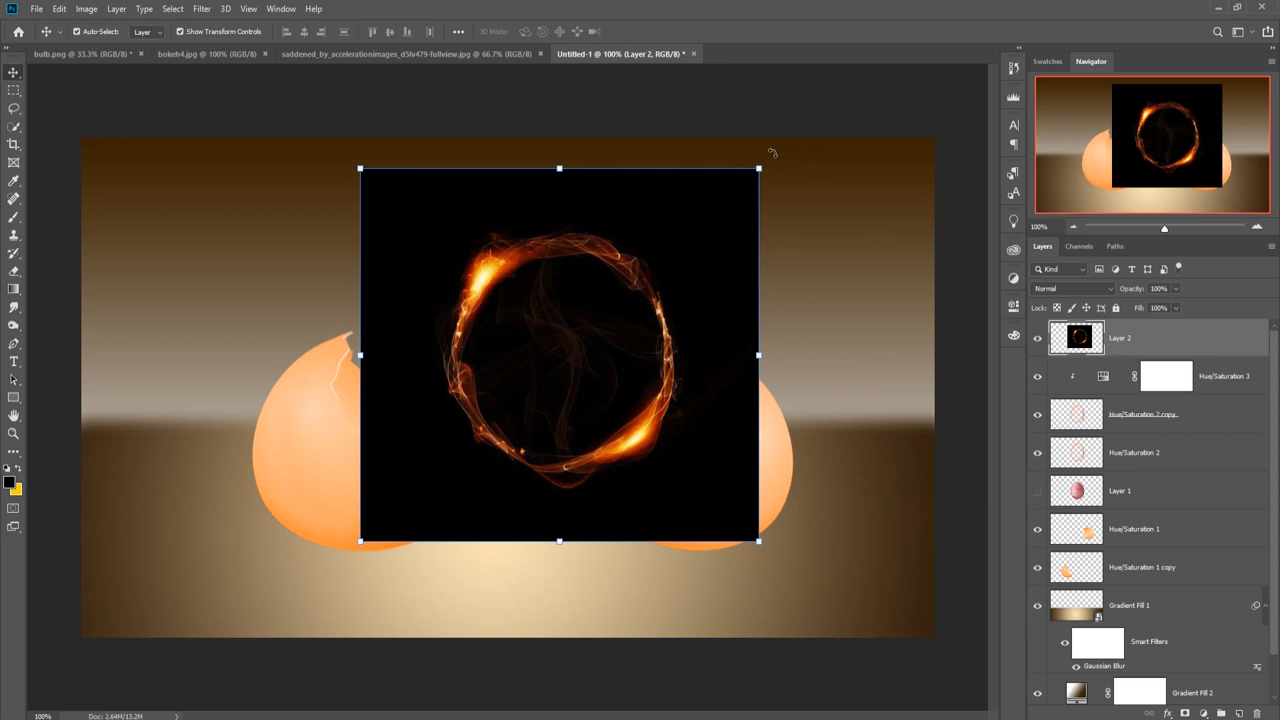 Ps File Edit Image Layer Type Select Filter 3D View Window Help
Auto-Select: Layer Show Transform Controls 3D Mode:
bulb.png @ 33.3% (RGB/8) * × bokeh4.jpg @ 100% (RGB/8) × saddened_by_accelerationimages_d5lv479-fullview.jpg @ 66.7% (RGB/8) × Untitled-1 @ 100% (Layer 2, RGB/8) * ×
Swatches Navigator
100%
Layers Channels Paths
Kind
Normal Opacity: 100%
Lock: Fill: 100%
Layer 2
Hue/Saturation 3
Hue/Saturation 2 copy
Hue/Saturation 2
Layer 1
Hue/Saturation 1
Hue/Saturation 1 copy
Gradient Fill 1
Smart Filters
Gaussian Blur
Gradient Fill 2
100% Doc: 2.64M/13.2M